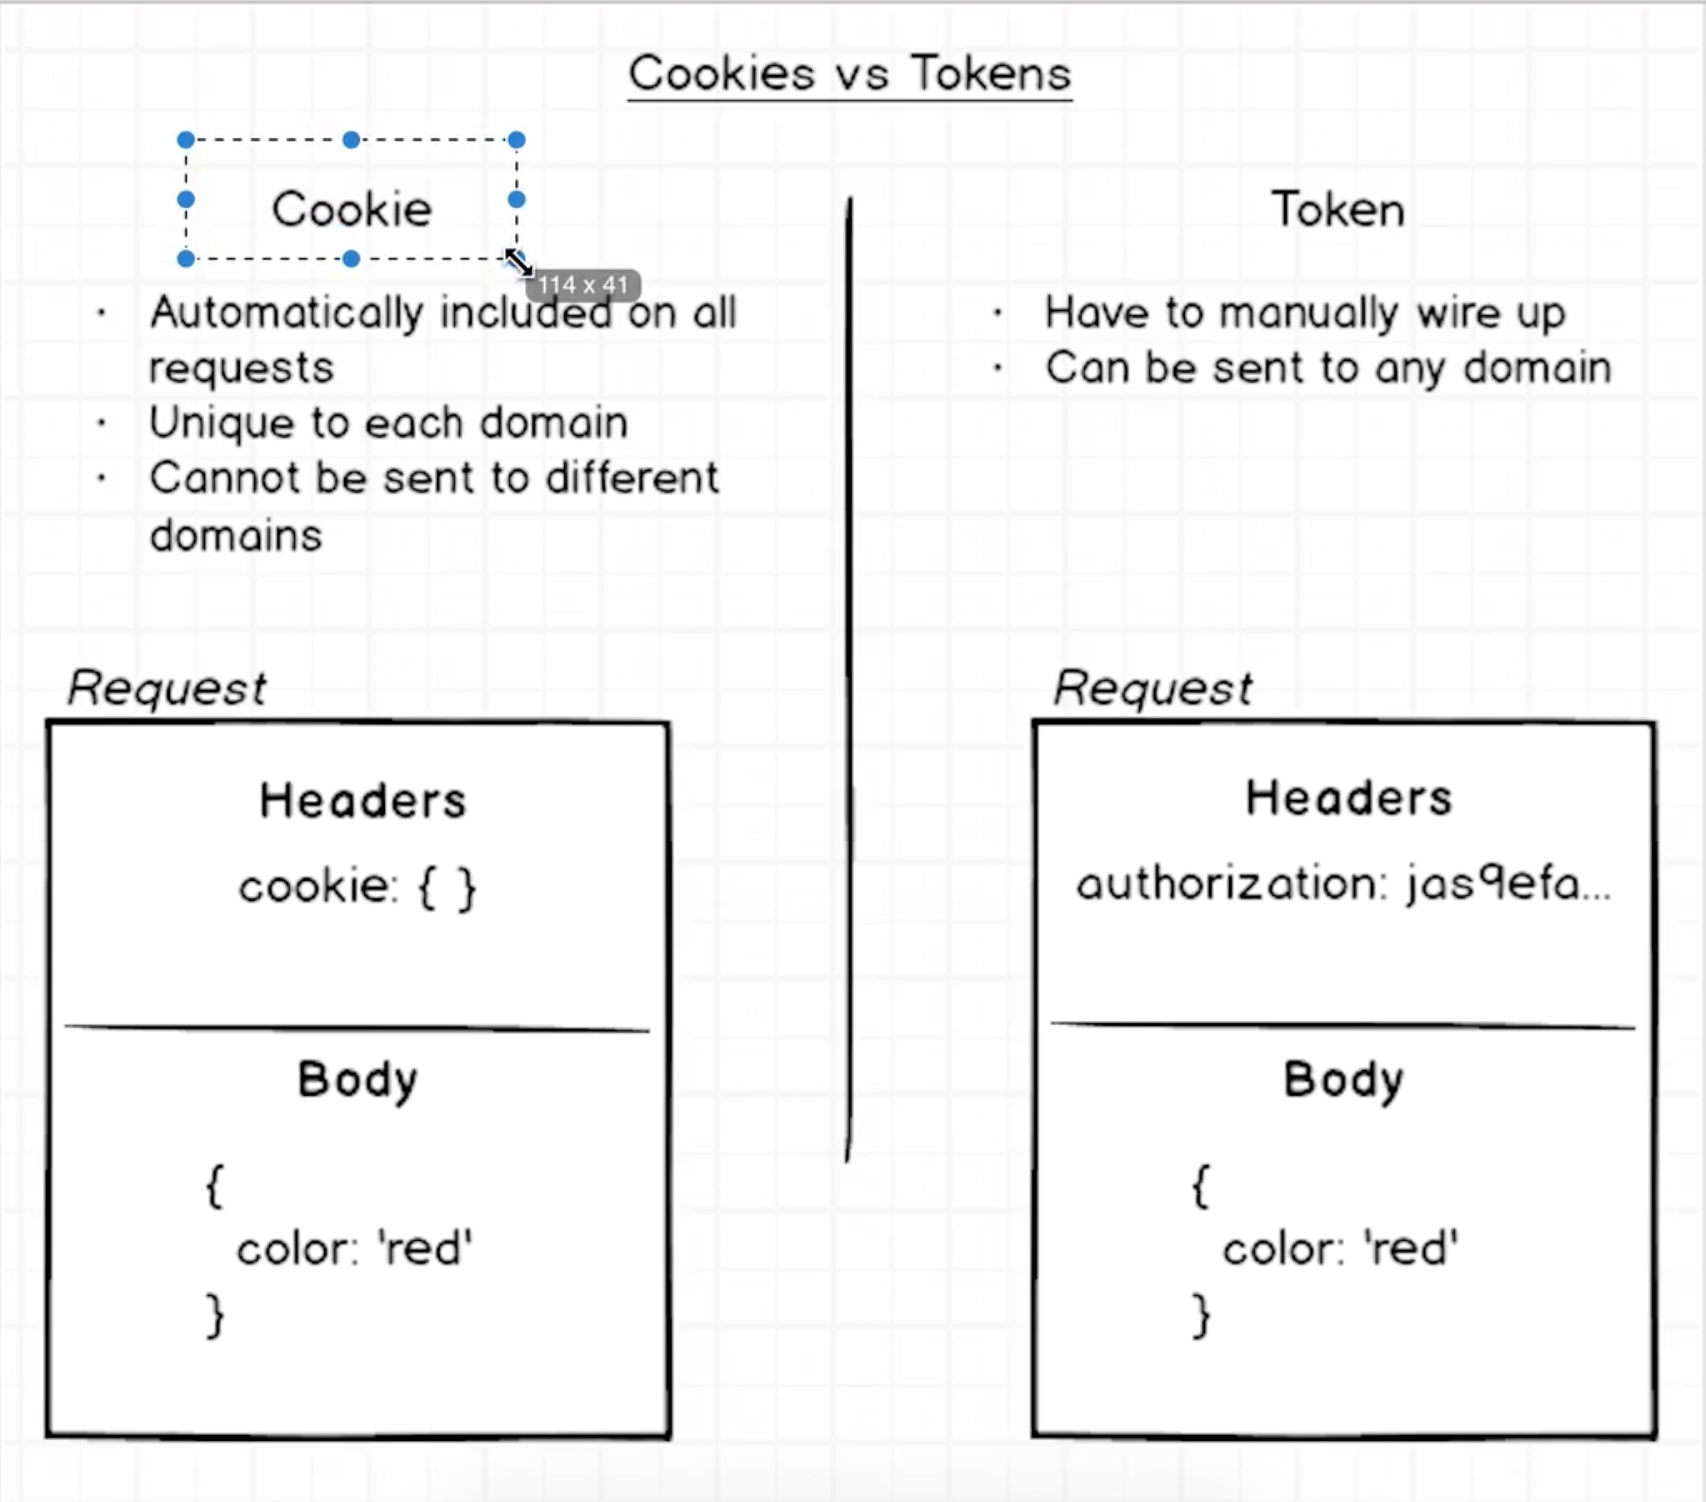 Cookies vs Tokens
Cookie
114 x 41
· Automatically included on all
requests
· Unique to each domain
· Cannot be sent to different
domains
Request
Headers
cookie: { }
Body
{
color: 'red'
}
Token
· Have to manually wire up
· Can be sent to any domain
Request
Headers
authorization: jas9efa...
Body
{
color: 'red'
}